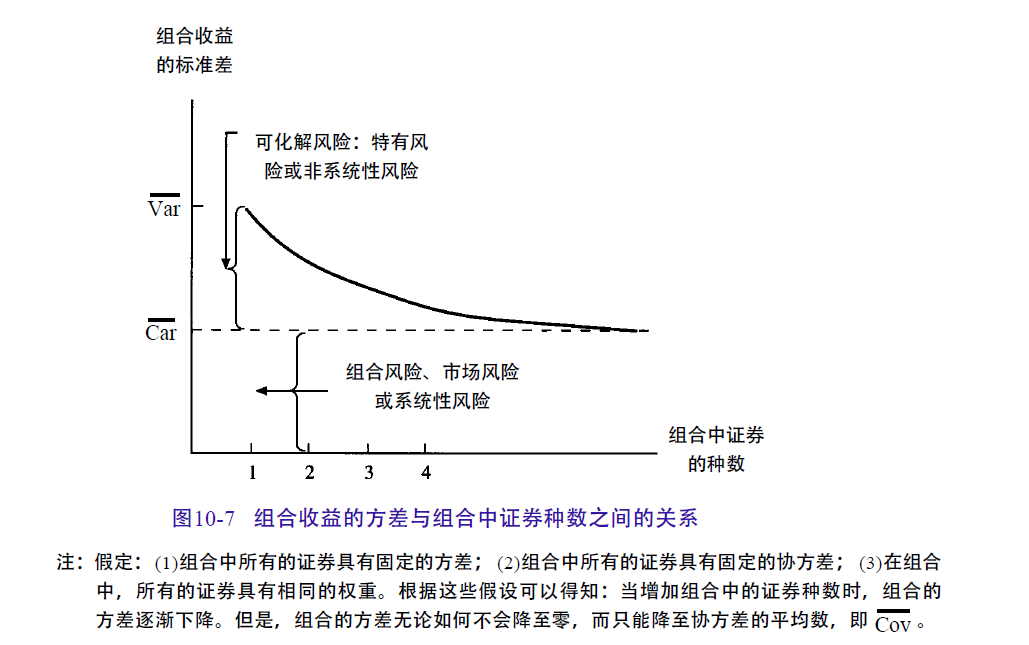 组合收益
的标准差
可化解风险：特有风
险或非系统性风险
Var
Car
组合风险、市场风险
或系统性风险
组合中证券
的种数
1 2 3 4
图10-7 组合收益的方差与组合中证券种数之间的关系
注：假定：(1)组合中所有的证券具有固定的方差；(2)组合中所有的证券具有固定的协方差；(3)在组合
中，所有的证券具有相同的权重。根据这些假设可以得知：当增加组合中的证券种数时，组合的
方差逐渐下降。但是，组合的方差无论如何不会降至零，而只能降至协方差的平均数，即 Cov 。